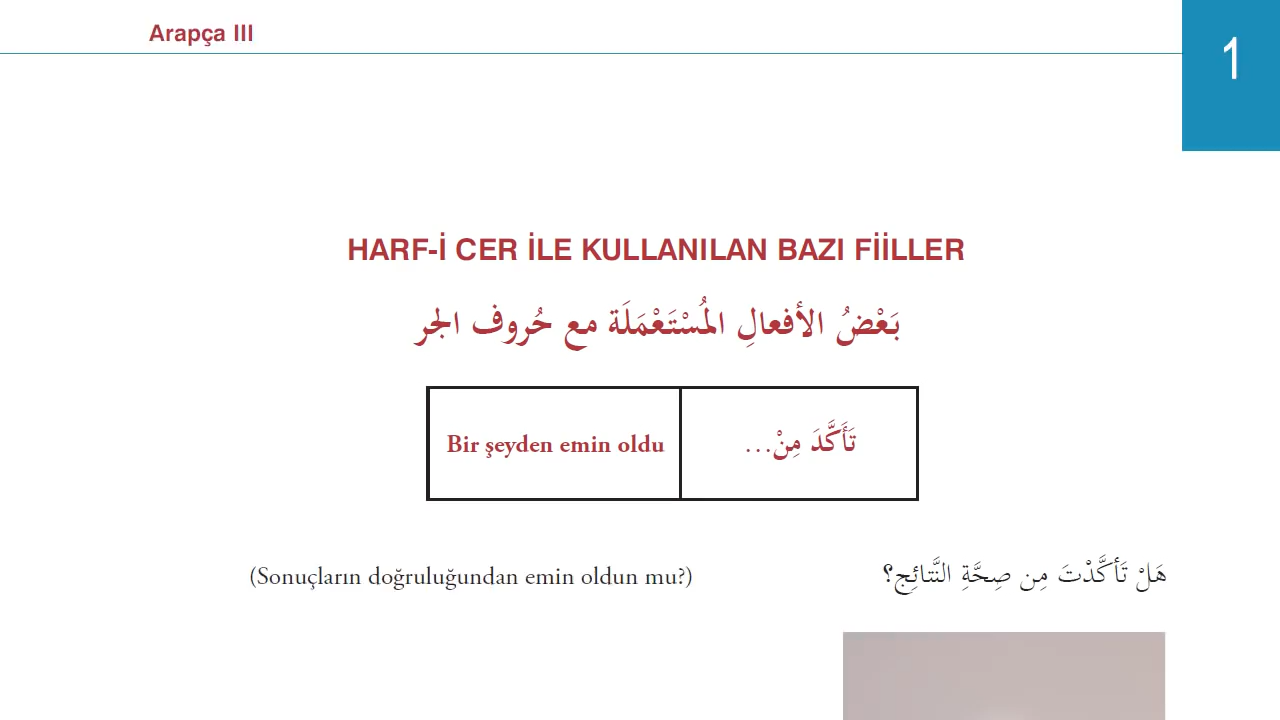 Arapça III
1
HARF-İ CER İLE KULLANILAN BAZI FİİLLER
بَعْضُ الأفعالِ المُسْتَعْمَلَة مع حُروف الجر
Bir şeyden emin oldu
تَأَكَّدَ مِنْ...
(Sonuçların doğruluğundan emin oldun mu?)
هَلْ تَأكَّدْتَ مِن صِحَّةِ النَّتائِجِ؟